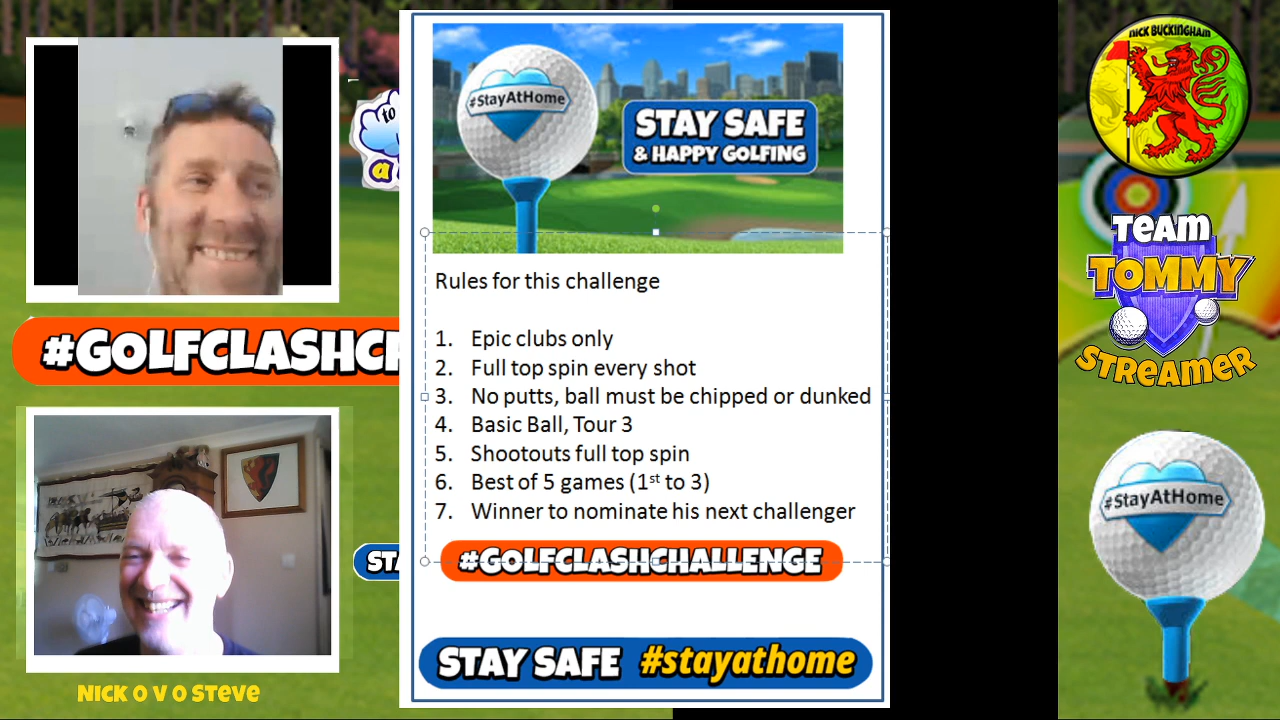 NICK BUCKINGHAM
#StayAtHome
STAY SAFE
& HAPPY GOLFING
to
a
Rules for this challenge
1. Epic clubs only
2. Full top spin every shot
3. No putts, ball must be chipped or dunked
4. Basic Ball, Tour 3
5. Shootouts full top spin
6. Best of 5 games (1st to 3)
7. Winner to nominate his next challenger
#GOLFCLASHCHALLENGE
STAY SAFE #stayathome
#GOLFCLASHC
ST
NICK 0 V 0 STEVE
TEAM
TOMMY
STREAMER
#StayAtHome